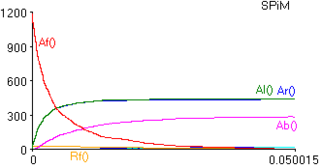 SPiM
1200
Af()
900
600
Al() Ar()
300
Ab()
Rf()
0
0
0.050015